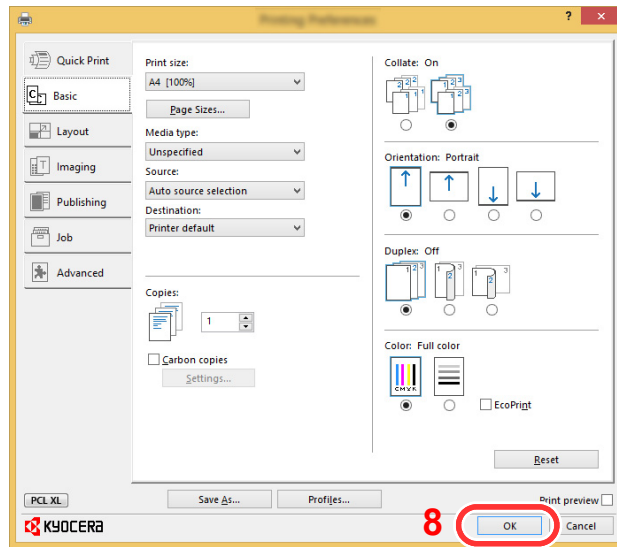 Printing Preferences
? ×
Quick Print
Basic
Layout
Imaging
Publishing
Job
Advanced
Print size:
A4 [100%]
Page Sizes...
Media type:
Unspecified
Source:
Auto source selection
Destination:
Printer default
Copies:
1
Carbon copies
Settings...
Collate: On
Orientation: Portrait
Duplex: Off
Color: Full color
CMYK
EcoPrint
Reset
PCL XL
Save As...
Profiles...
Print preview
KYOCERA
8
OK
Cancel